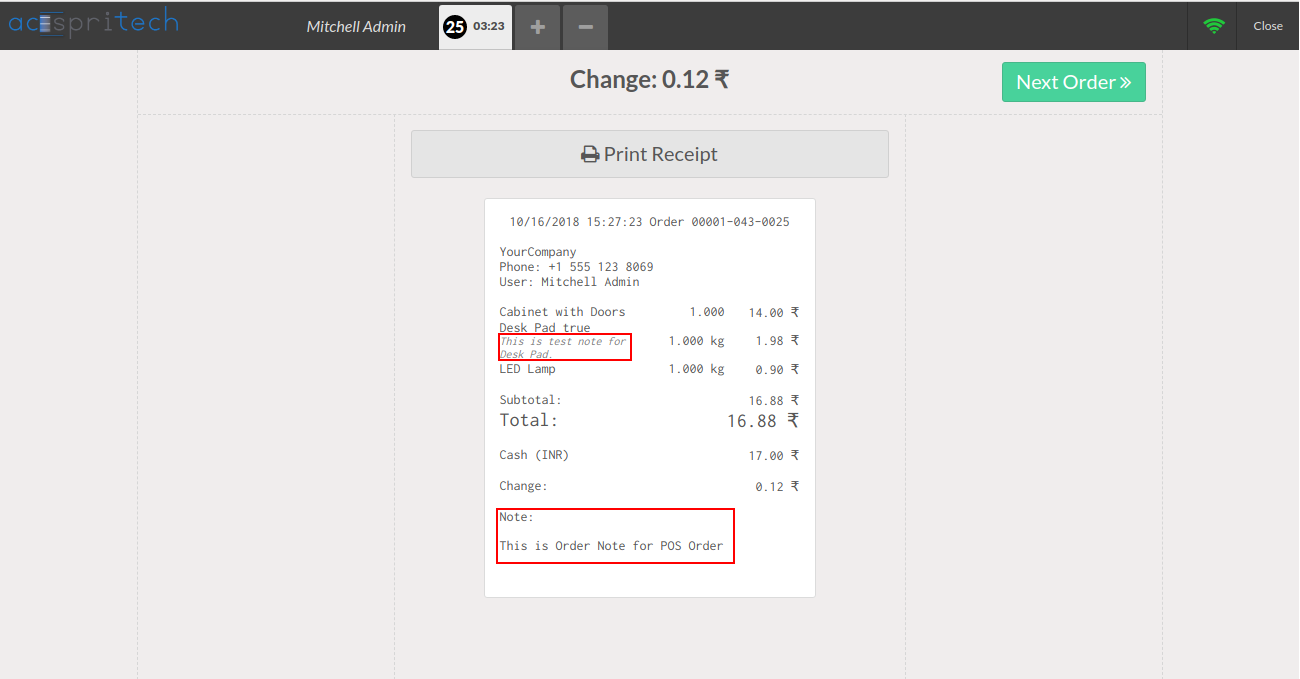 acespritech
Mitchell Admin
25 03:23
Close
Change: 0.12 ₹
Next Order »
Print Receipt
10/16/2018 15:27:23 Order 00001-043-0025
YourCompany
Phone: +1 555 123 8069
User: Mitchell Admin
Cabinet with Doors 1.000 14.00 ₹
Desk Pad true
This is test note for 1.000 kg 1.98 ₹
Desk Pad.
LED Lamp 1.000 kg 0.90 ₹
Subtotal: 16.88 ₹
Total: 16.88 ₹
Cash (INR) 17.00 ₹
Change: 0.12 ₹
Note:
This is Order Note for POS Order